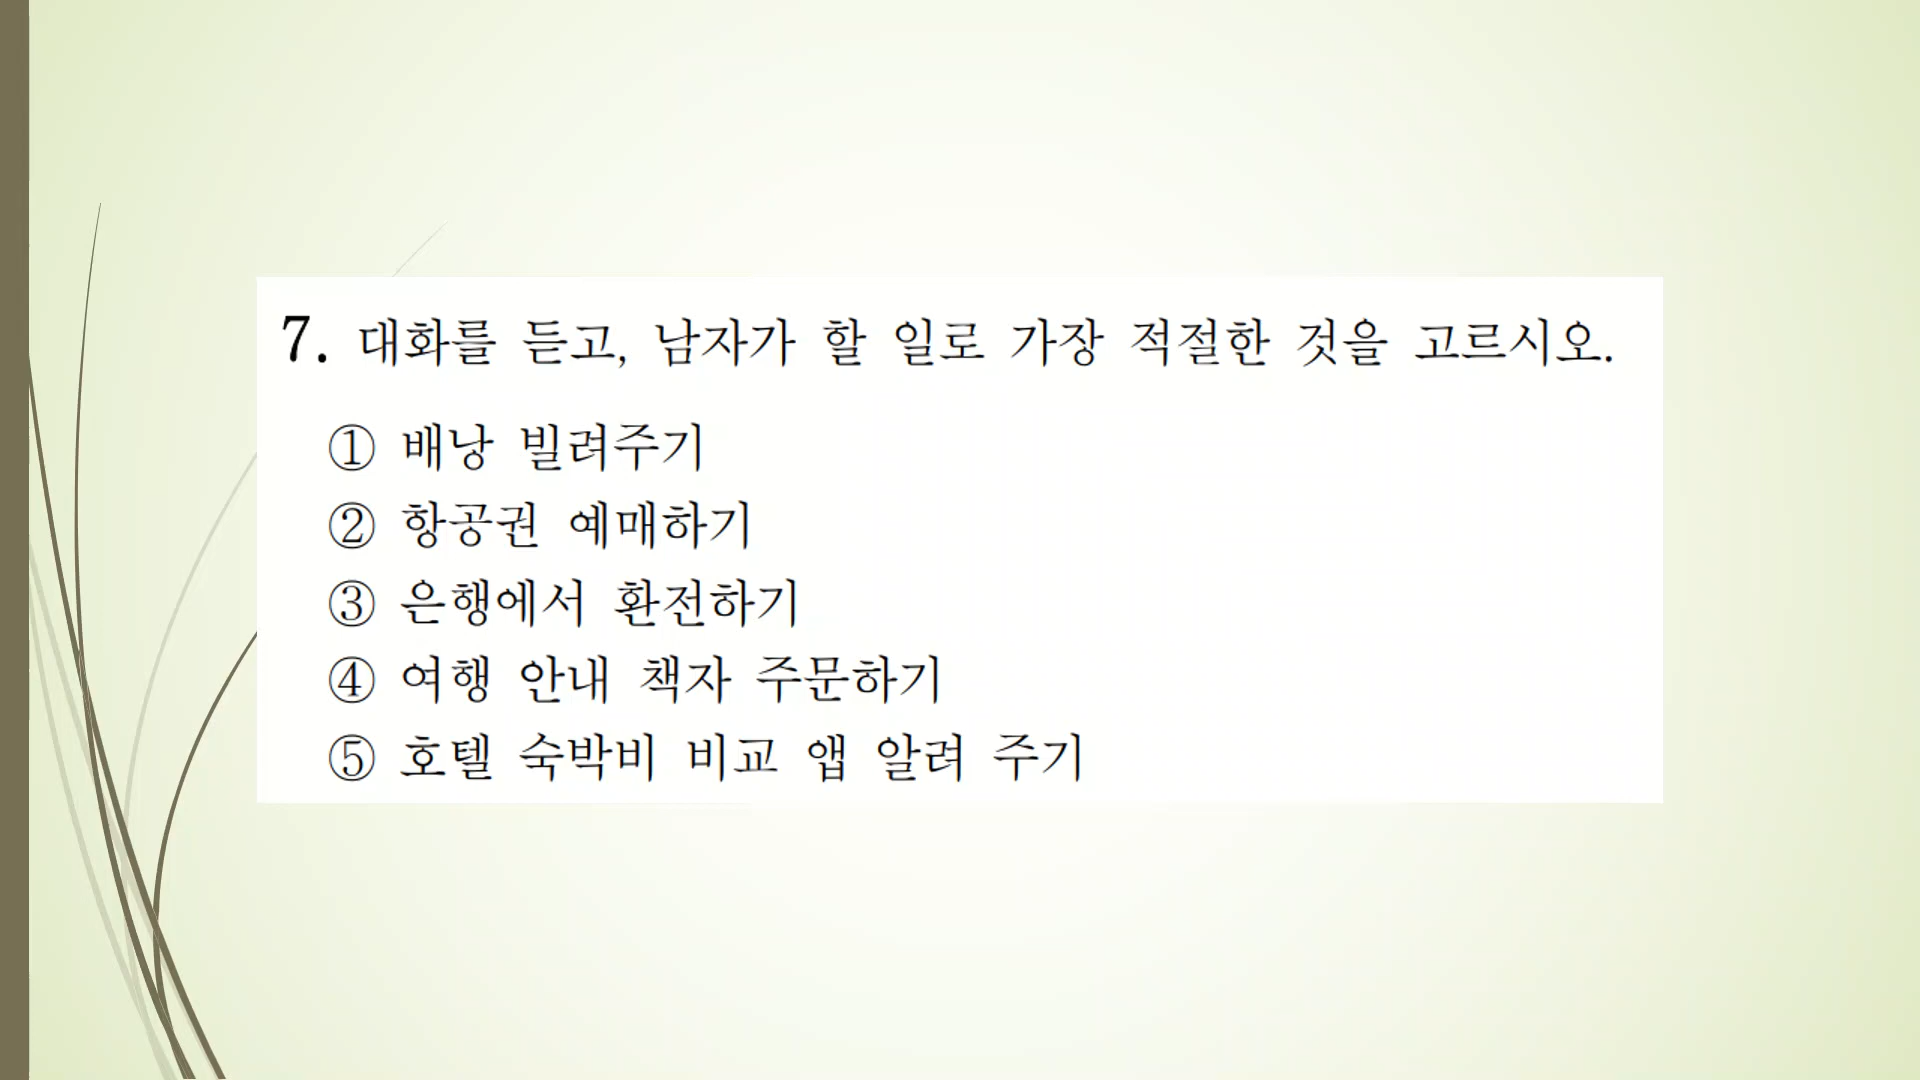 7. 대화를 듣고, 남자가 할 일로 가장 적절한 것을 고르시오.
① 배낭 빌려주기
② 항공권 예매하기
③ 은행에서 환전하기
④ 여행 안내 책자 주문하기
⑤ 호텔 숙박비 비교 앱 알려 주기